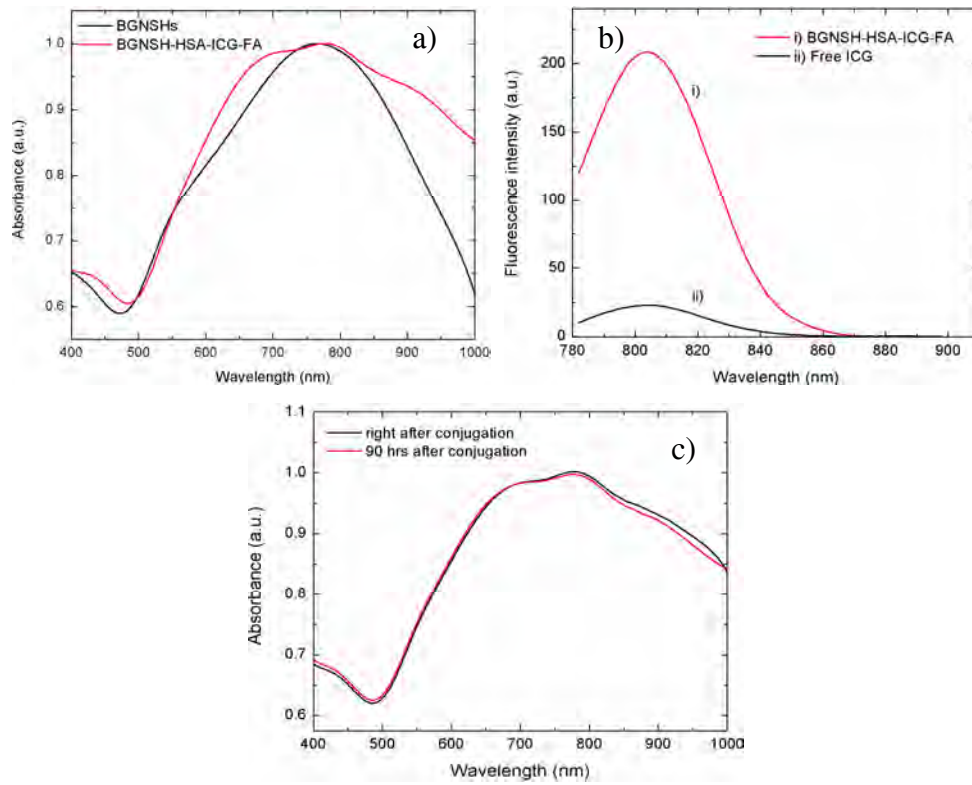 BGNSHs
BGNSH-HSA-ICG-FA
a)
1.0
0.9
0.8
0.7
0.6
Absorbance (a.u.)
400 500 600 700 800 900 1000
Wavelength (nm)
i) BGNSH-HSA-ICG-FA
ii) Free ICG
b)
i)
ii)
200
150
100
50
0
Fluorescence intensity (a.u.)
780 800 820 840 860 880 900
Wavelength (nm)
right after conjugation
90 hrs after conjugation
c)
1.1
1.0
0.9
0.8
0.7
0.6
Absorbance (a.u.)
400 500 600 700 800 900 1000
Wavelength (nm)